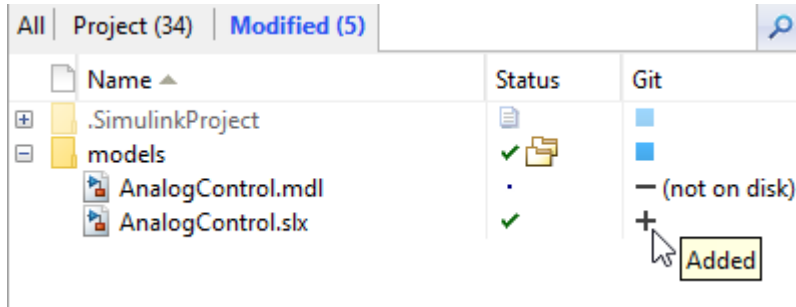 All Project (34) Modified (5)
Name Status Git
.SimulinkProject
models
AnalogControl.mdl (not on disk)
AnalogControl.slx
Added